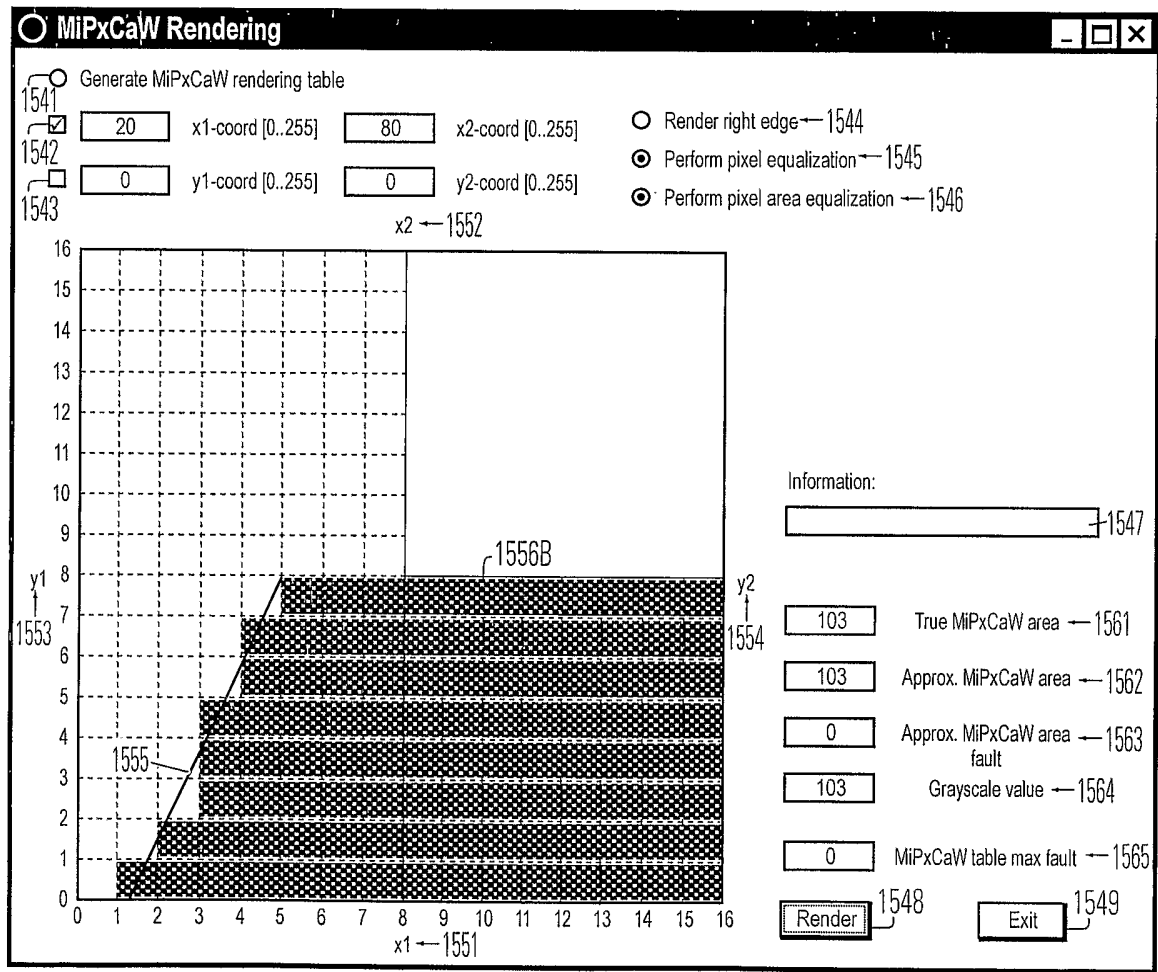 MiPxCaW Rendering
1541
Generate MiPxCaW rendering table
1542
20 x1-coord [0..255] 80 x2-coord [0..255]
1543
0 y1-coord [0..255] 0 y2-coord [0..255]
Render right edge 1544
Perform pixel equalization 1545
Perform pixel area equalization 1546
x2 1552
16
15
14
13
12
11
10
9
8
7
6
5
4
3
2
1
0
y1
1553
1555
1556B
y2
1554
0 1 2 3 4 5 6 7 8 9 10 11 12 13 14 15 16
x1 1551
Information:
1547
103 True MiPxCaW area 1561
103 Approx. MiPxCaW area 1562
0 Approx. MiPxCaW area fault 1563
103 Grayscale value 1564
0 MiPxCaW table max fault 1565
Render 1548
Exit 1549